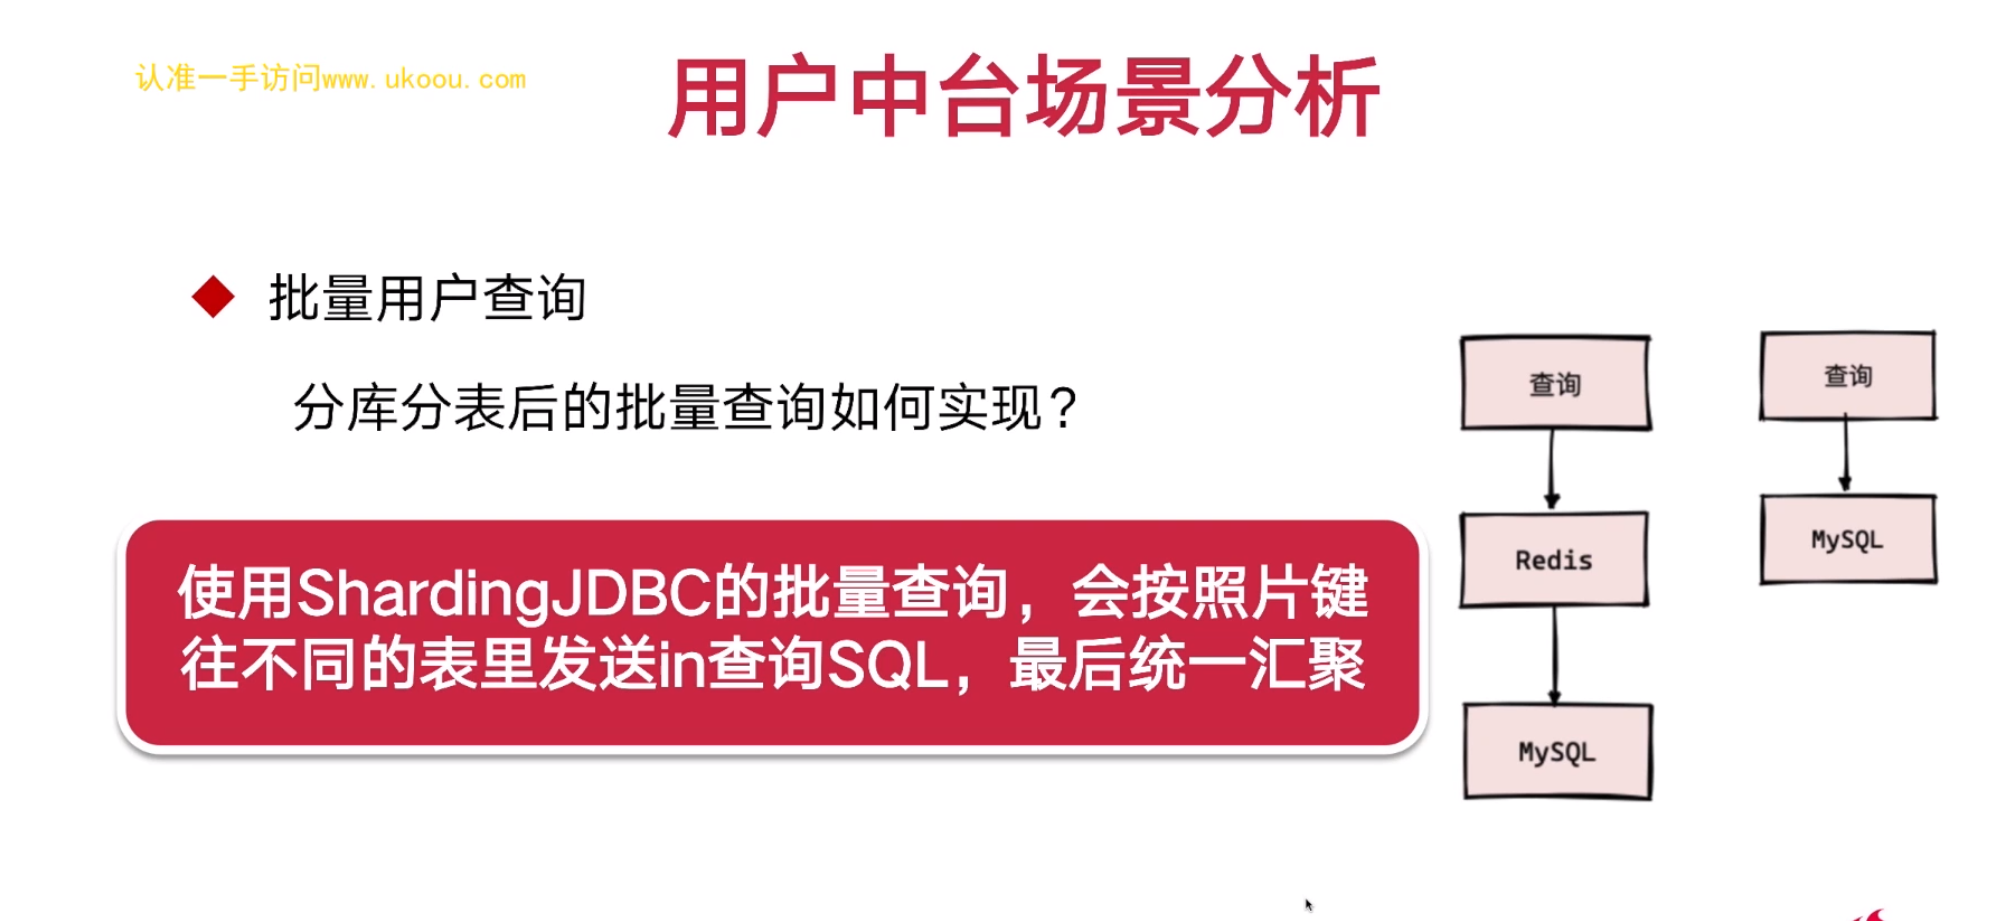 认准一手访问www.ukoou.com
用户中台场景分析
批量用户查询
分库分表后的批量查询如何实现？
使用ShardingJDBC的批量查询，会按照片键
往不同的表里发送in查询SQL，最后统一汇聚
查询
Redis
MySQL
查询
MySQL